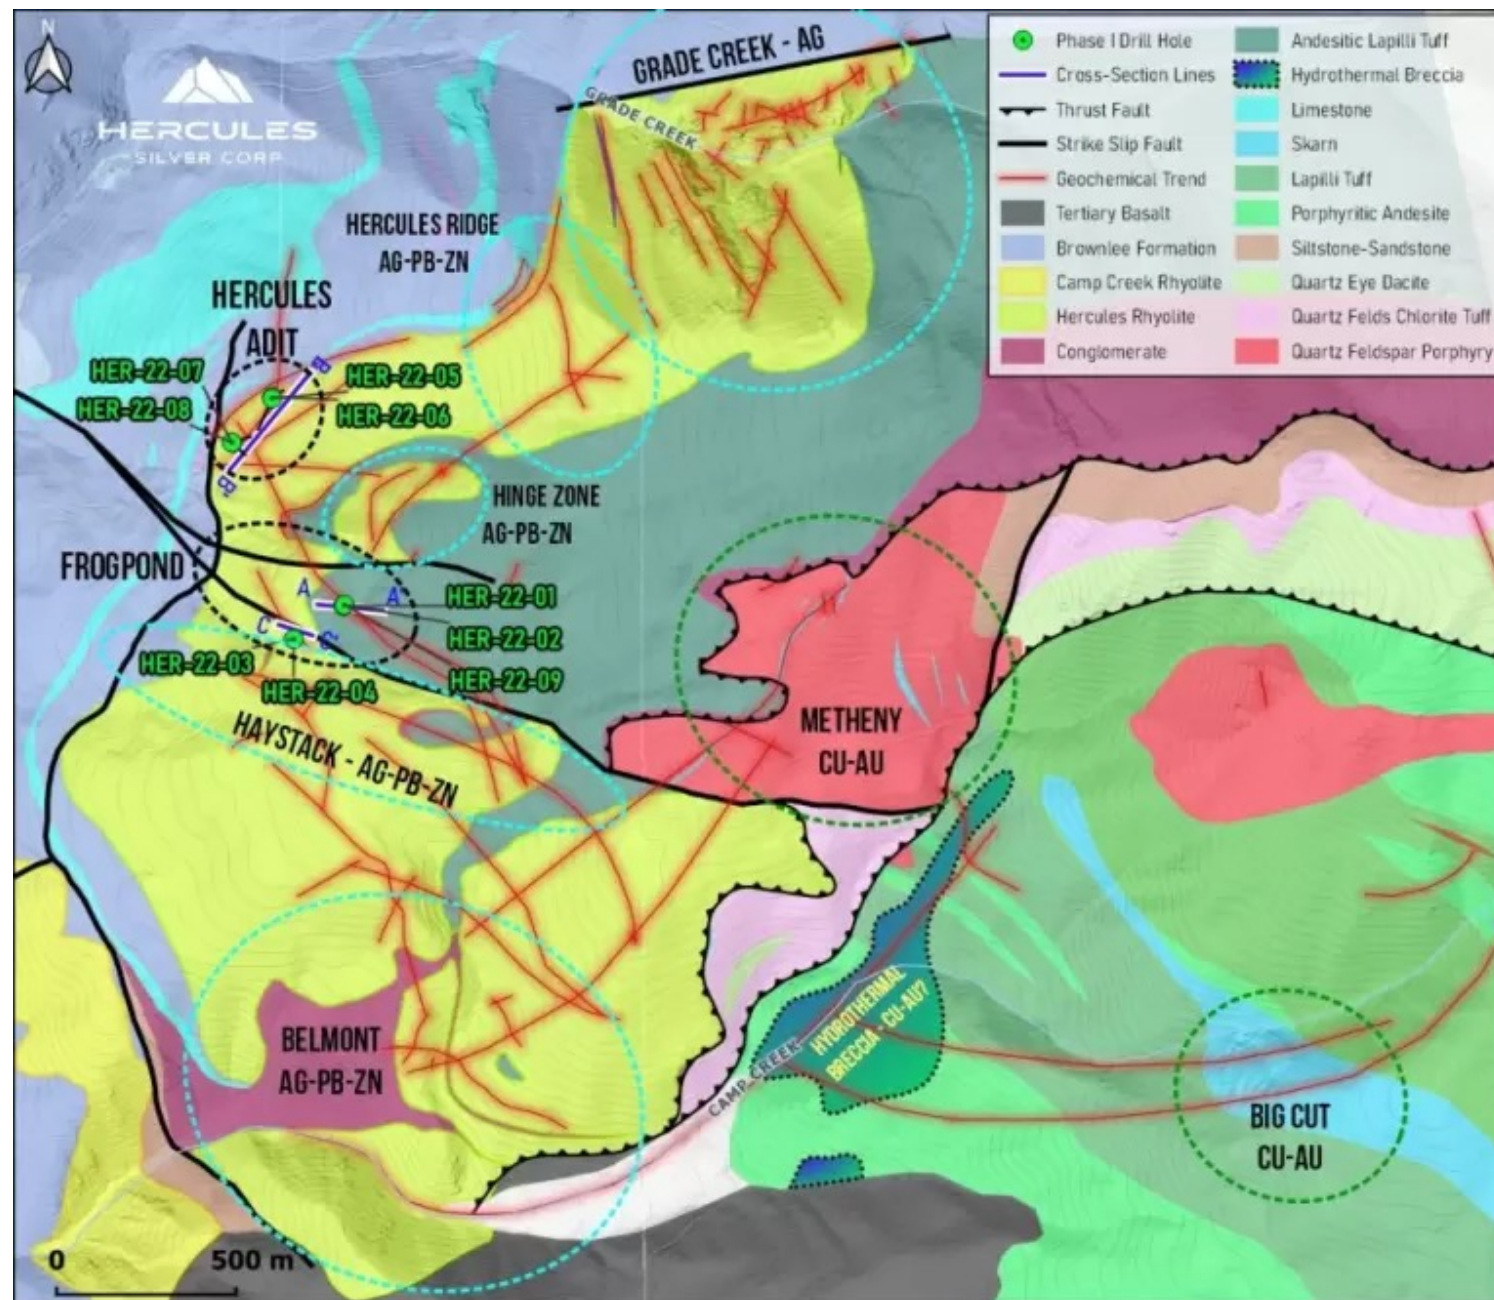 N
HERCULES
SILVER CORP
GRADE CREEK - AG
GRADE CREEK
HERCULES RIDGE
AG-PB-ZN
HERCULES
ADIT
HER-22-07
HER-22-08
HER-22-05
HER-22-06
B
B'
HINGE ZONE
AG-PB-ZN
FROGPOND
A
A'
C
C'
HER-22-01
HER-22-02
HER-22-09
HER-22-03
HER-22-04
HAYSTACK - AG-PB-ZN
METHENY
CU-AU
BELMONT
AG-PB-ZN
HYDROTHERMAL
BRECCIA - CU-AU?
CAMP CREEK
BIG CUT
CU-AU
0
500 m
Phase I Drill Hole
Cross-Section Lines
Thrust Fault
Strike Slip Fault
Geochemical Trend
Tertiary Basalt
Brownlee Formation
Camp Creek Rhyolite
Hercules Rhyolite
Conglomerate
Andesitic Lapilli Tuff
Hydrothermal Breccia
Limestone
Skarn
Lapilli Tuff
Porphyritic Andesite
Siltstone-Sandstone
Quartz Eye Dacite
Quartz Felds Chlorite Tuff
Quartz Feldspar Porphyry